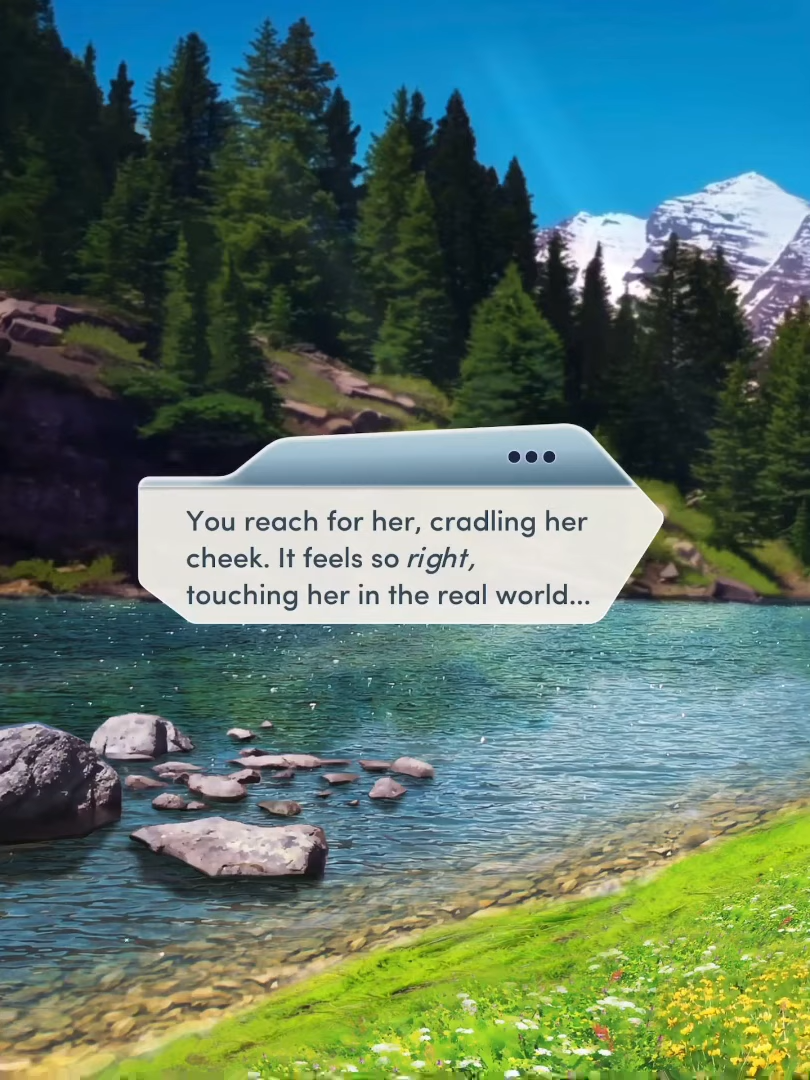 You reach for her, cradling her
cheek. It feels so right,
touching her in the real world...